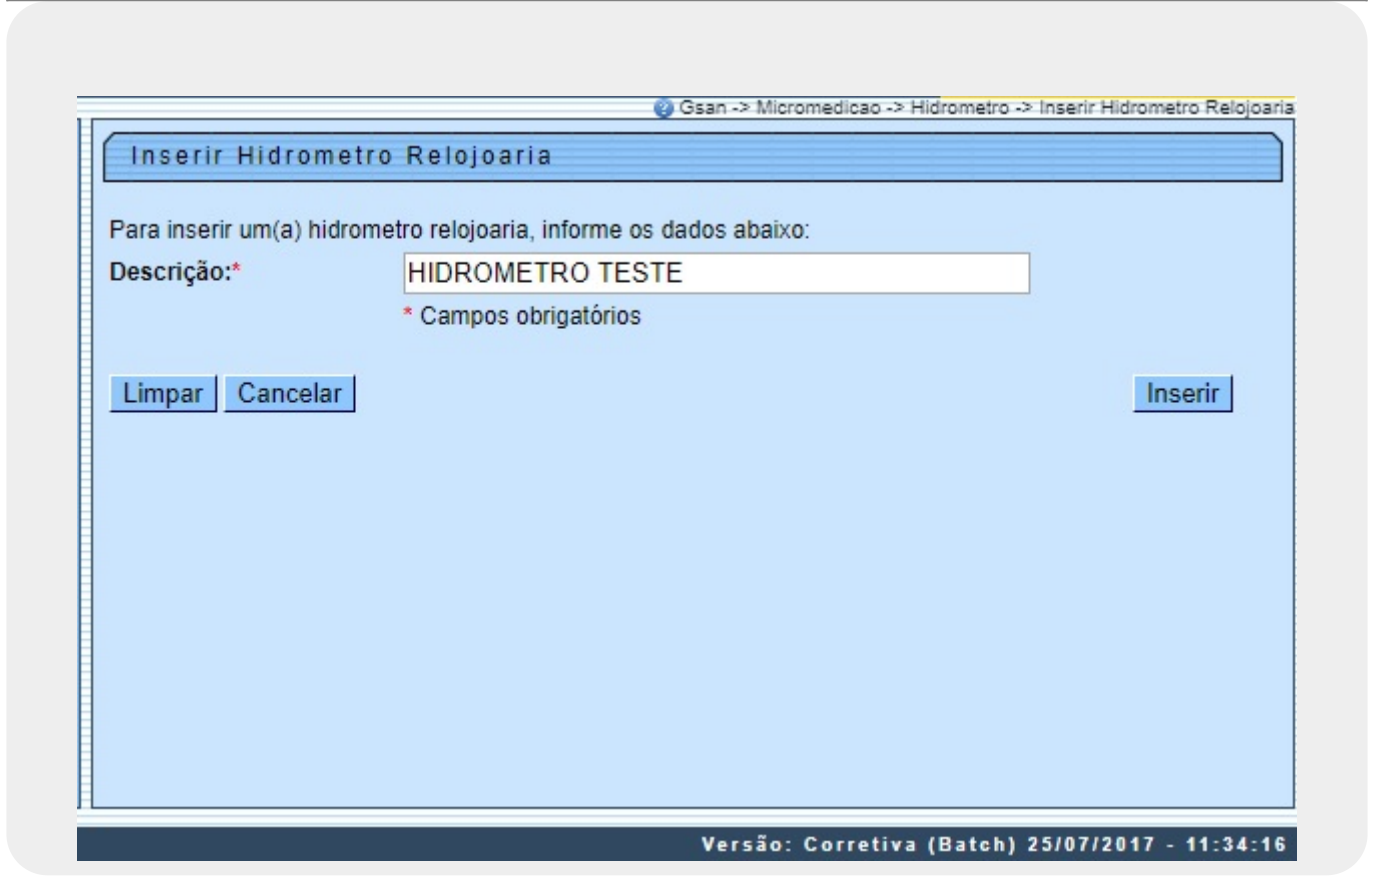 Gsan -> Micromedicao -> Hidrometro -> Inserir Hidrometro Relojoaria
Inserir Hidrometro Relojoaria
Para inserir um(a) hidrometro relojoaria, informe os dados abaixo:
Descrição:* HIDROMETRO TESTE
* Campos obrigatórios
Limpar Cancelar Inserir
Versão: Corretiva (Batch) 25/07/2017 - 11:34:16